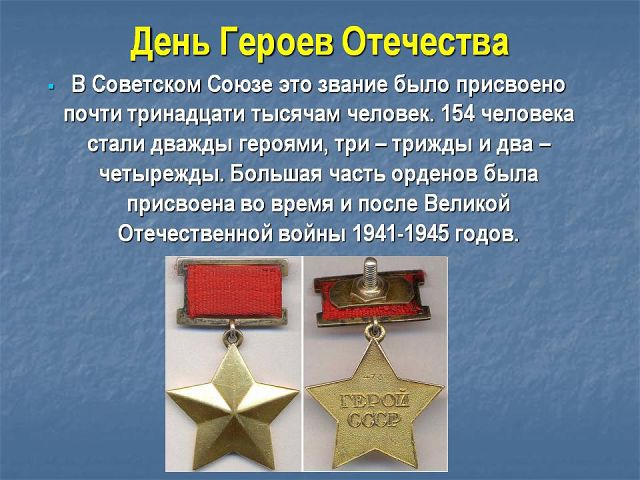 День Героев Отечества
В Советском Союзе это звание было присвоено
почти тринадцати тысячам человек. 154 человека
стали дважды героями, три – трижды и два –
четырежды. Большая часть орденов была
присвоена во время и после Великой
Отечественной войны 1941-1945 годов.
ГЕРОЙ
СССР